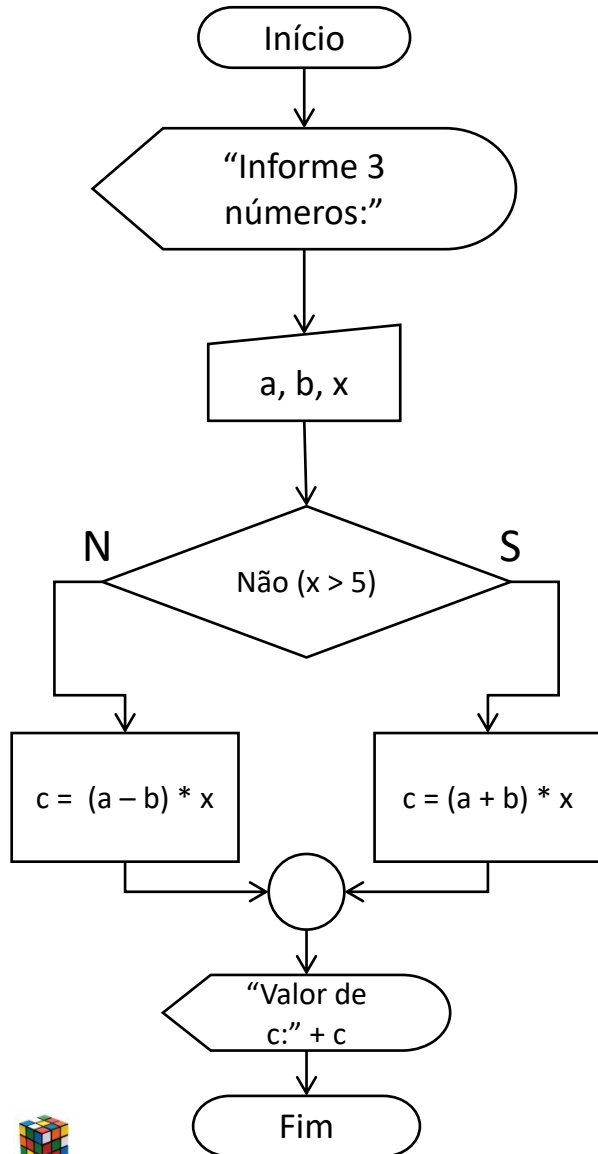 Início
“Informe 3
números:”
a, b, x
N
S
Não (x > 5)
c = (a – b) * x
c = (a + b) * x
“Valor de
c:” + c
Fim